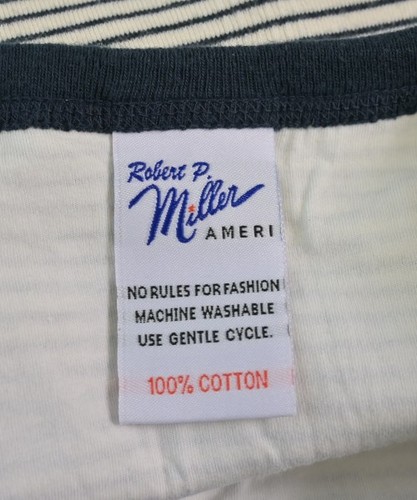 Robert P.
Miller
AMERI
NO RULES FOR FASHION
MACHINE WASHABLE
USE GENTLE CYCLE.
100% COTTON